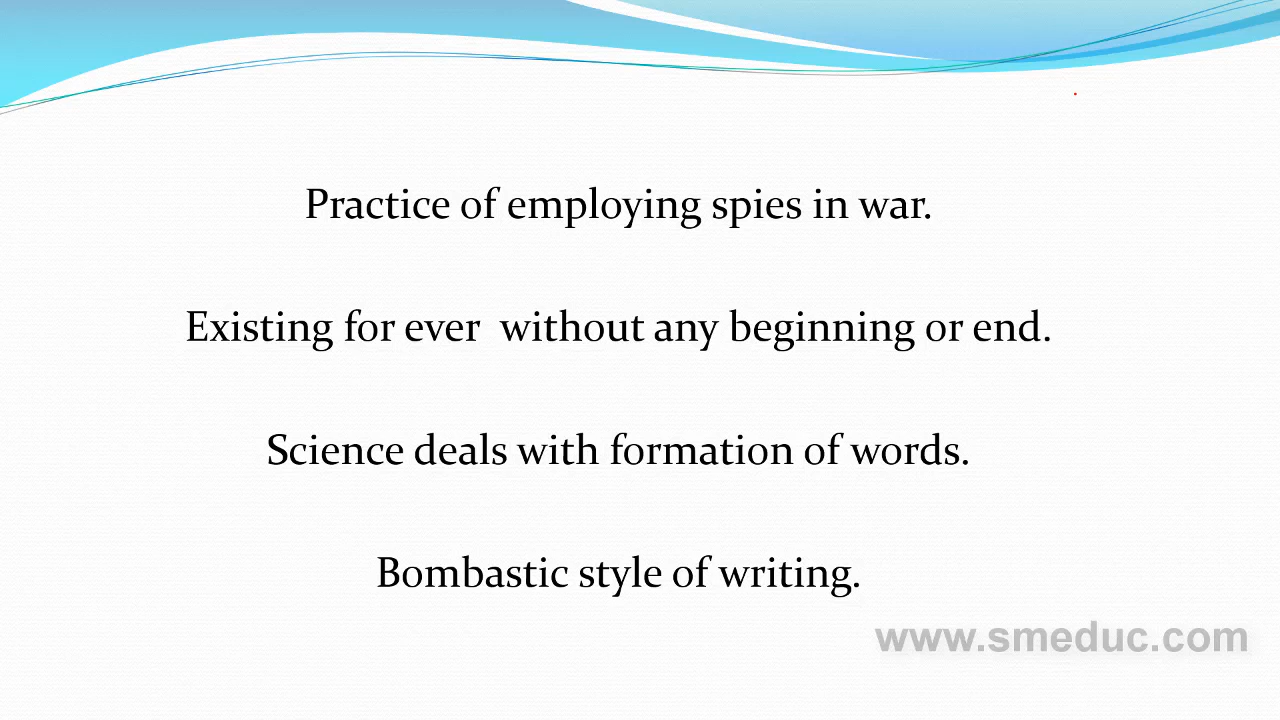 Practice of employing spies in war.
Existing for ever  without any beginning or end.
Science deals with formation of words.
Bombastic style of writing.
www.smeduc.com